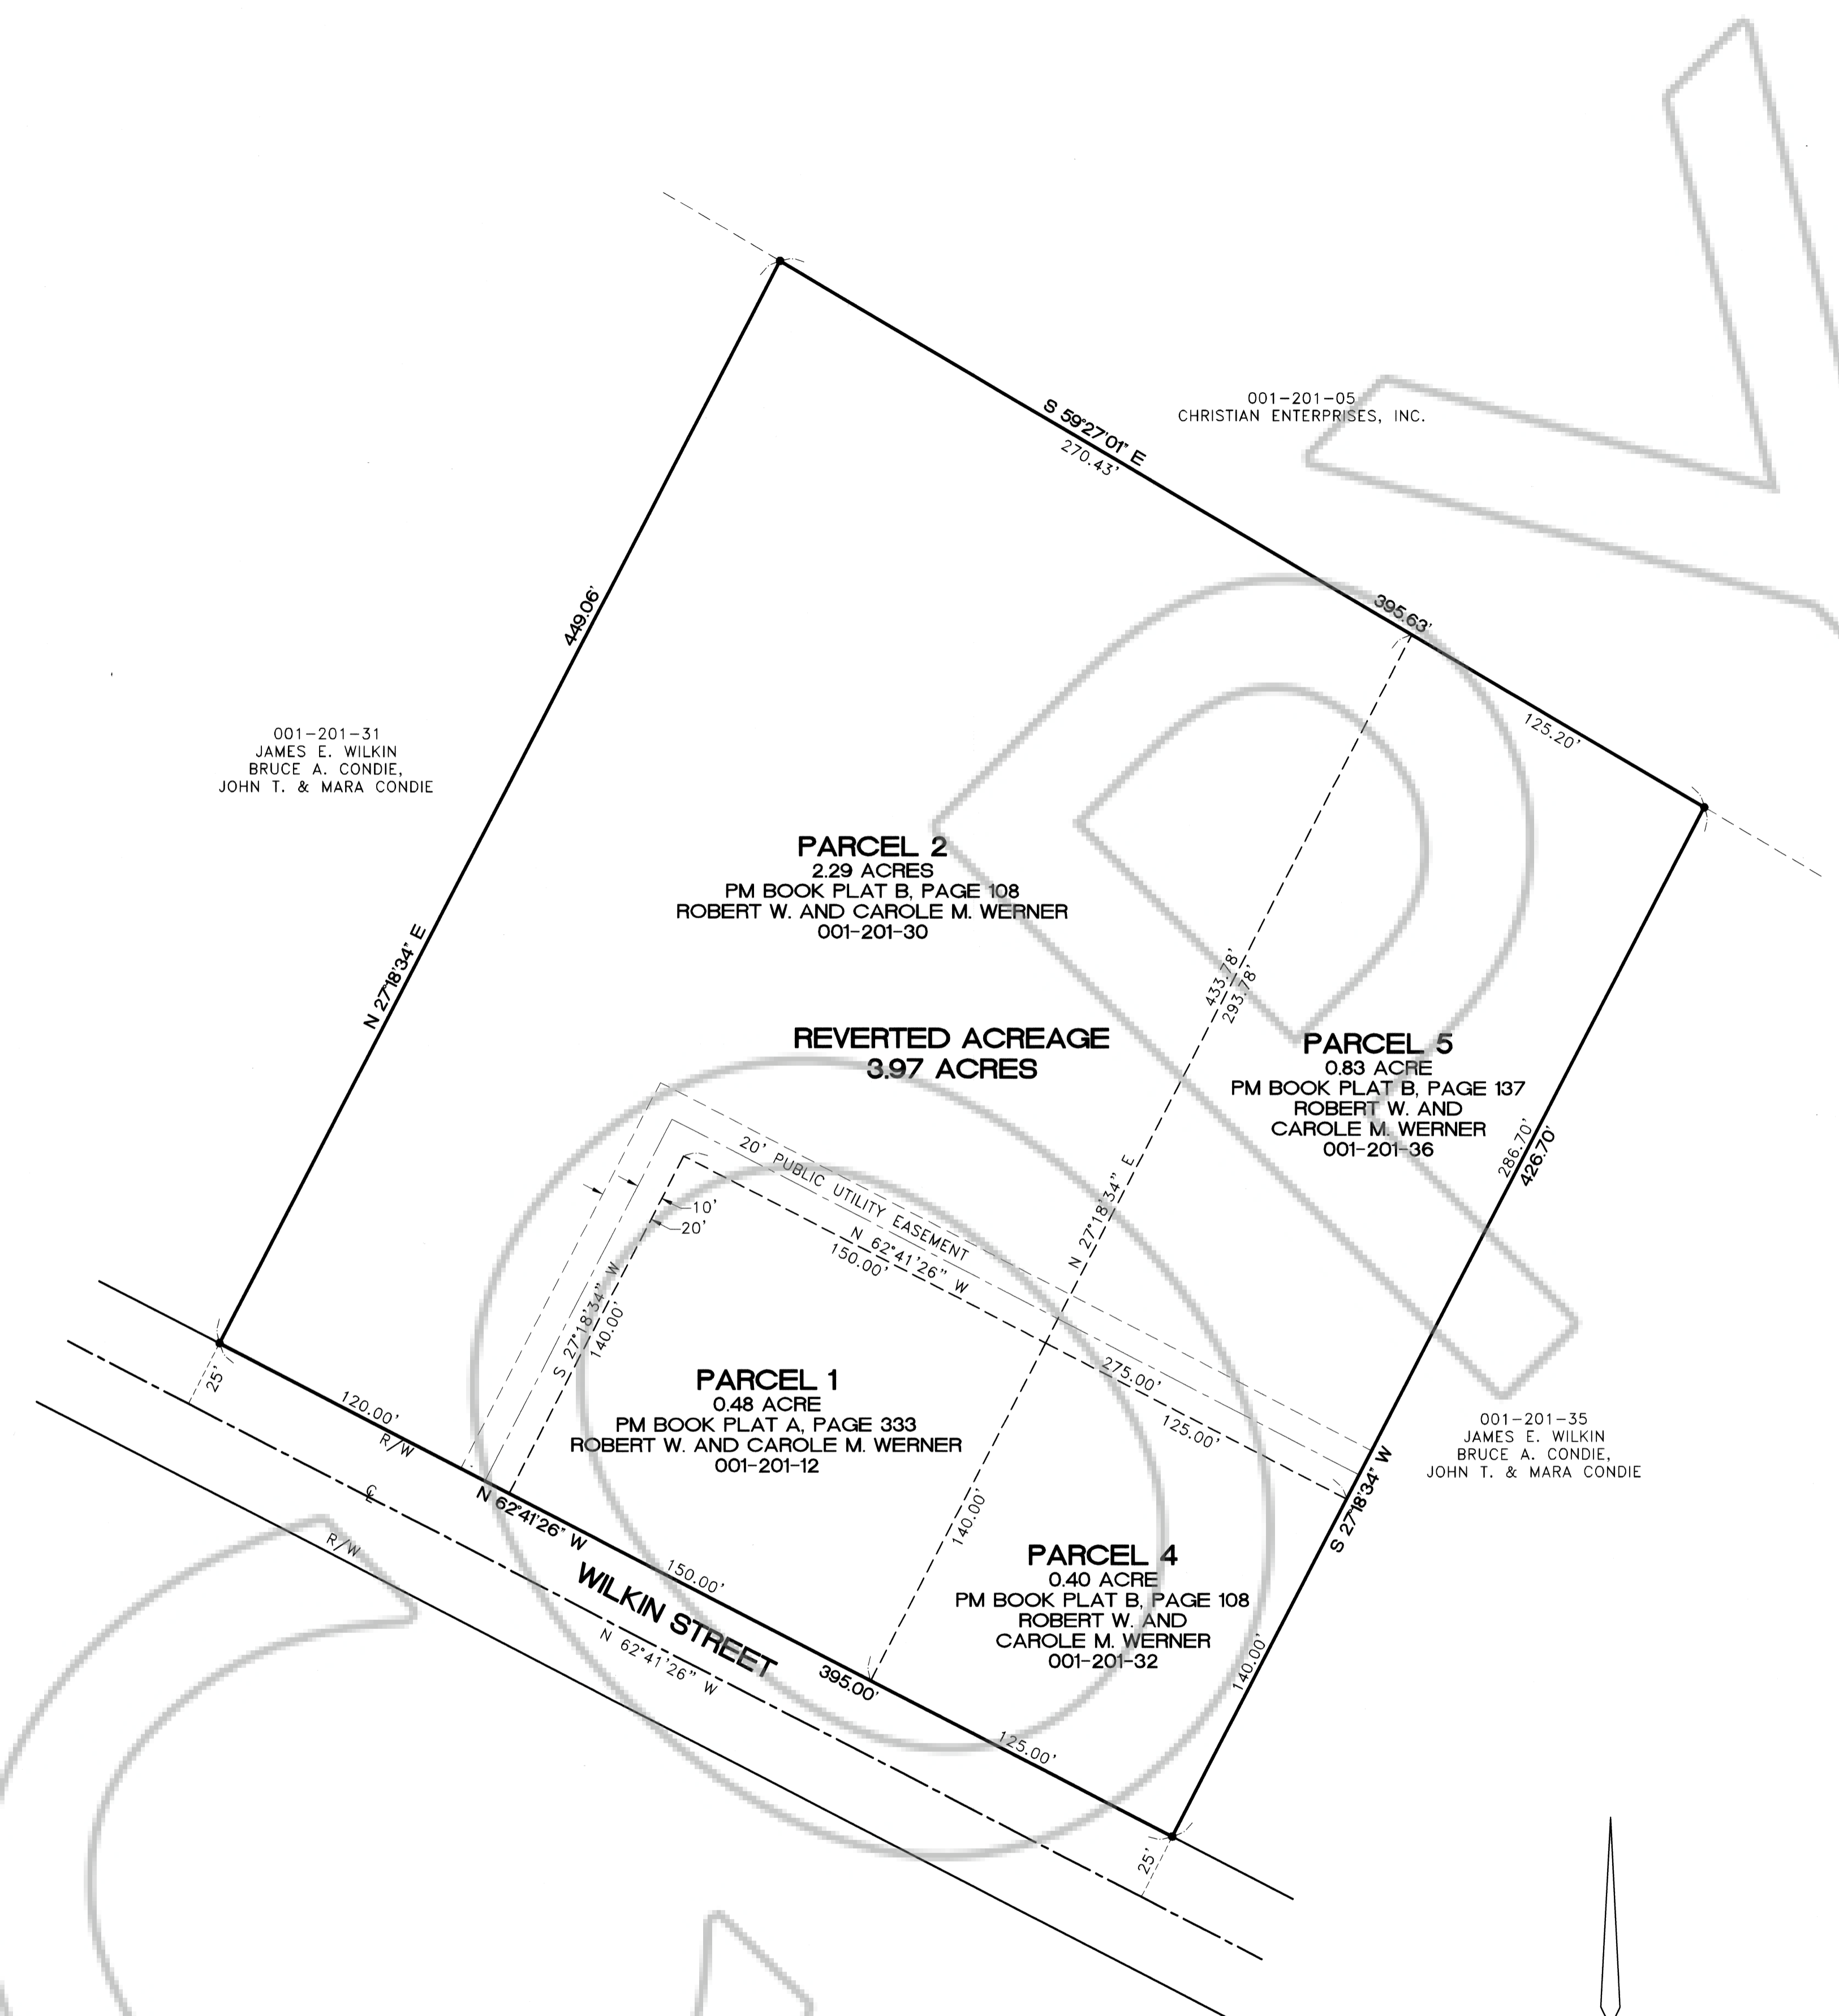 001-201-05
CHRISTIAN ENTERPRISES, INC.
S 59°27'01" E
270.43'
395.63'
125.20'
449.06'
N 27°18'34" E
001-201-31
JAMES E. WILKIN
BRUCE A. CONDIE,
JOHN T. & MARA CONDIE
PARCEL 2
2.29 ACRES
PM BOOK PLAT B, PAGE 108
ROBERT W. AND CAROLE M. WERNER
001-201-30
REVERTED ACREAGE
3.97 ACRES
433.78'
293.78'
N 27°18'34" E
PARCEL 5
0.83 ACRE
PM BOOK PLAT B, PAGE 137
ROBERT W. AND
CAROLE M. WERNER
001-201-36
286.70'
426.70'
20' PUBLIC UTILITY EASEMENT
10'
20'
N 62°41'26" W
150.00'
S 27°18'34" W
140.00'
275.00'
125.00'
PARCEL 1
0.48 ACRE
PM BOOK PLAT A, PAGE 333
ROBERT W. AND CAROLE M. WERNER
001-201-12
001-201-35
JAMES E. WILKIN
BRUCE A. CONDIE,
JOHN T. & MARA CONDIE
S 27°18'34" W
140.00'
140.00'
PARCEL 4
0.40 ACRE
PM BOOK PLAT B, PAGE 108
ROBERT W. AND
CAROLE M. WERNER
001-201-32
25'
120.00'
R/W
℄
R/W
N 62°41'26" W
150.00'
WILKIN STREET
N 62°41'26" W
395.00'
125.00'
25'